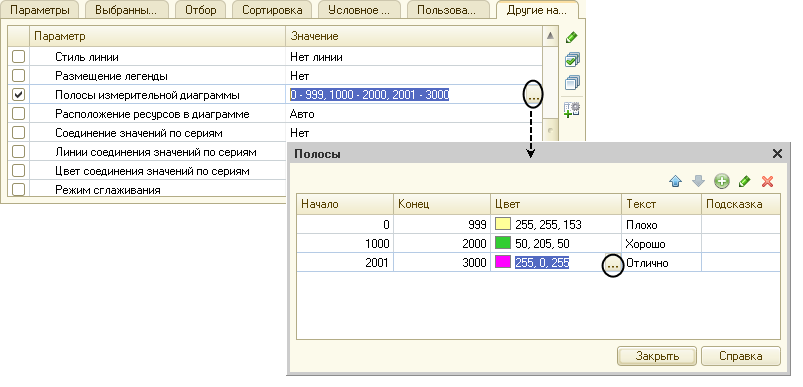 Параметры Выбранны... Отбор Сортировка Условное ... Пользова... Другие на...
Параметр Значение
Стиль линии Нет линии
Размещение легенды Нет
Полосы измерительной диаграммы 0 - 999, 1000 - 2000, 2001 - 3000 ...
Расположение ресурсов в диаграмме Авто
Соединение значений по сериям Нет
Линии соединения значений по сериям
Цвет соединения значений по сериям
Режим сглаживания
Полосы
Начало Конец Цвет Текст Подсказка
0 999 255, 255, 153 Плохо
1000 2000 50, 205, 50 Хорошо
2001 3000 255, 0, 255 ... Отлично
Закрыть Справка